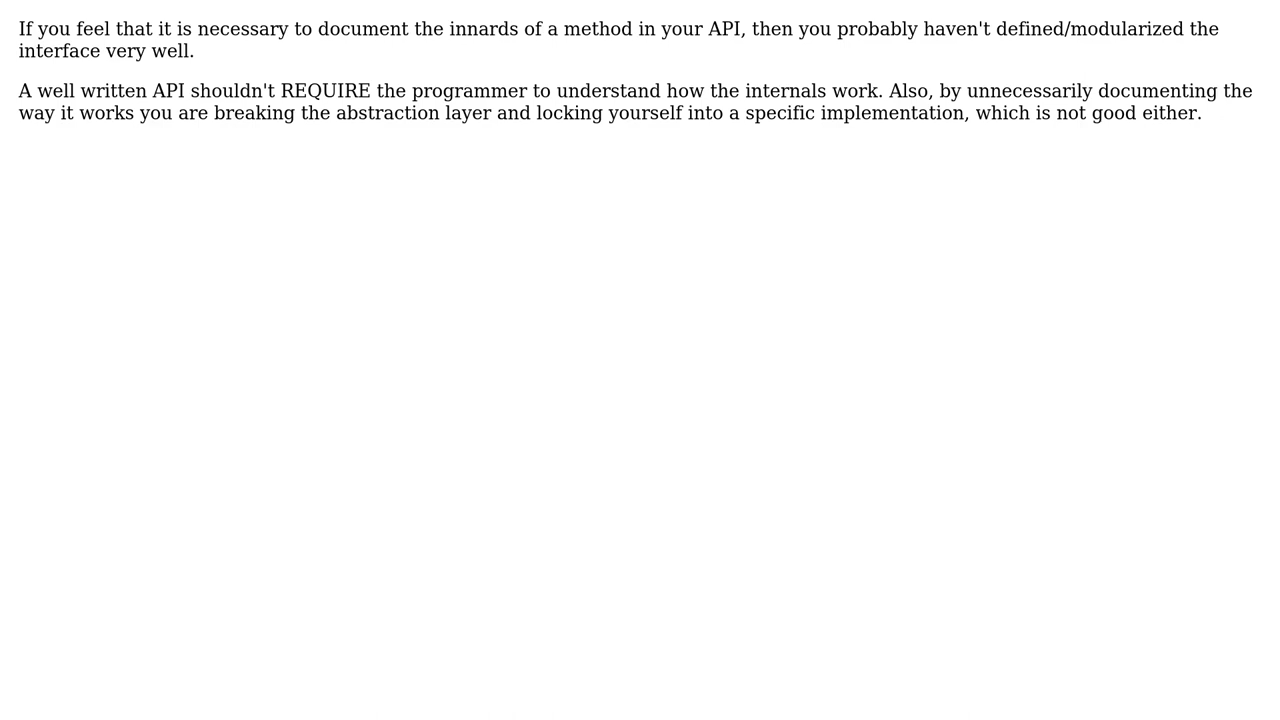 If you feel that it is necessary to document the innards of a method in your API, then you probably haven't defined/modularized the
interface very well.
A well written API shouldn't REQUIRE the programmer to understand how the internals work. Also, by unnecessarily documenting the
way it works you are breaking the abstraction layer and locking yourself into a specific implementation, which is not good either.